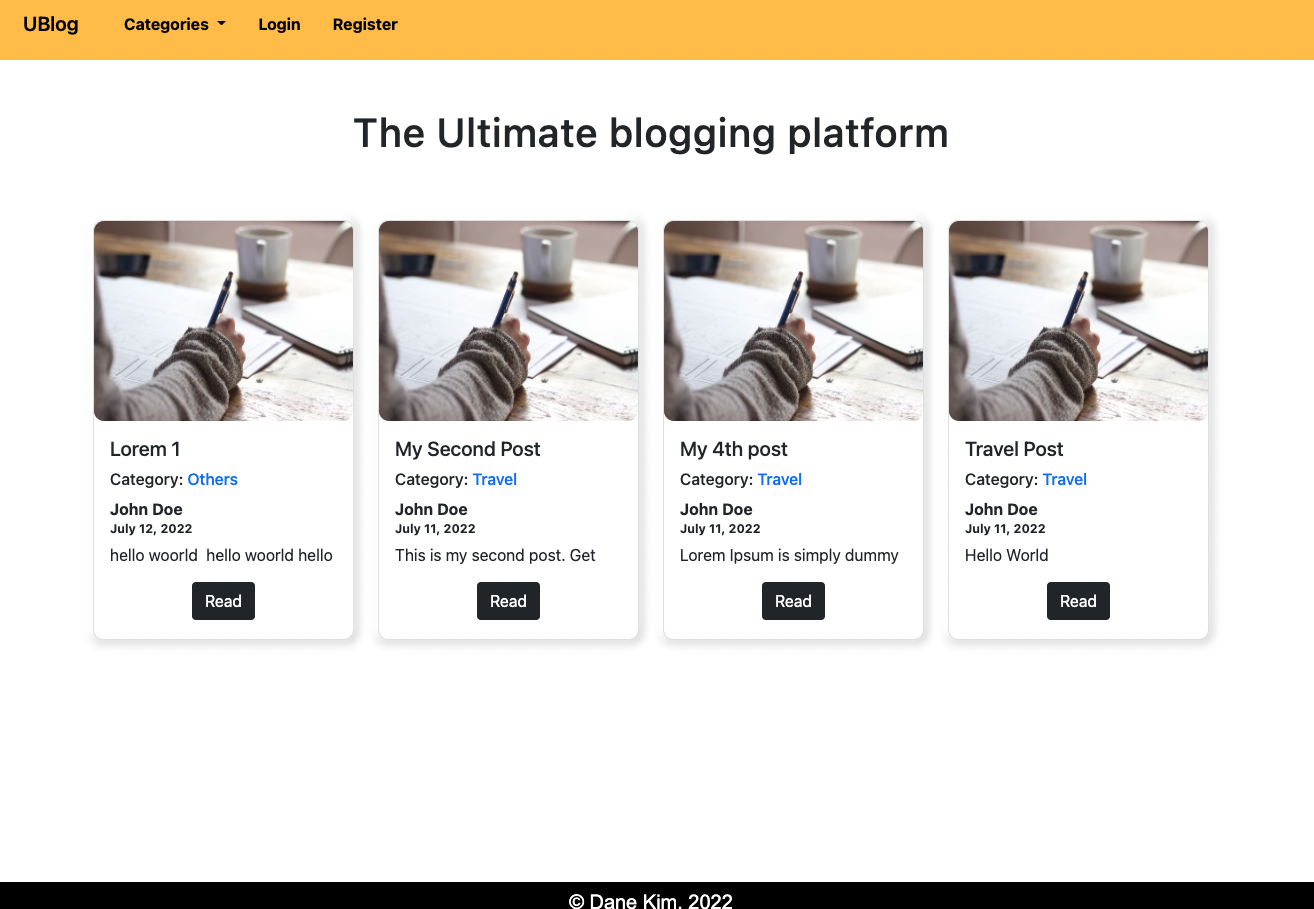 UBlog Categories Login Register
The Ultimate blogging platform
Lorem 1
Category: Others
John Doe
July 12, 2022
hello woorld  hello woorld hello
Read
My Second Post
Category: Travel
John Doe
July 11, 2022
This is my second post. Get
Read
My 4th post
Category: Travel
John Doe
July 11, 2022
Lorem Ipsum is simply dummy
Read
Travel Post
Category: Travel
John Doe
July 11, 2022
Hello World
Read
© Dane Kim, 2022